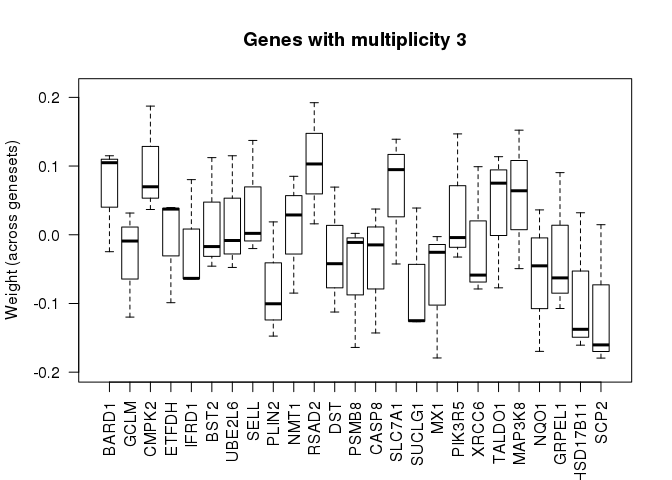 Genes with multiplicity 3
Weight (across genesets)
0.2
0.1
0.0
-0.1
-0.2
BARD1
GCLM
CMPK2
ETFDH
IFRD1
BST2
UBE2L6
SELL
PLIN2
NMT1
RSAD2
DST
PSMB8
CASP8
SLC7A1
SUCLG1
MX1
PIK3R5
XRCC6
TALDO1
MAP3K8
NQO1
GRPEL1
HSD17B11
SCP2